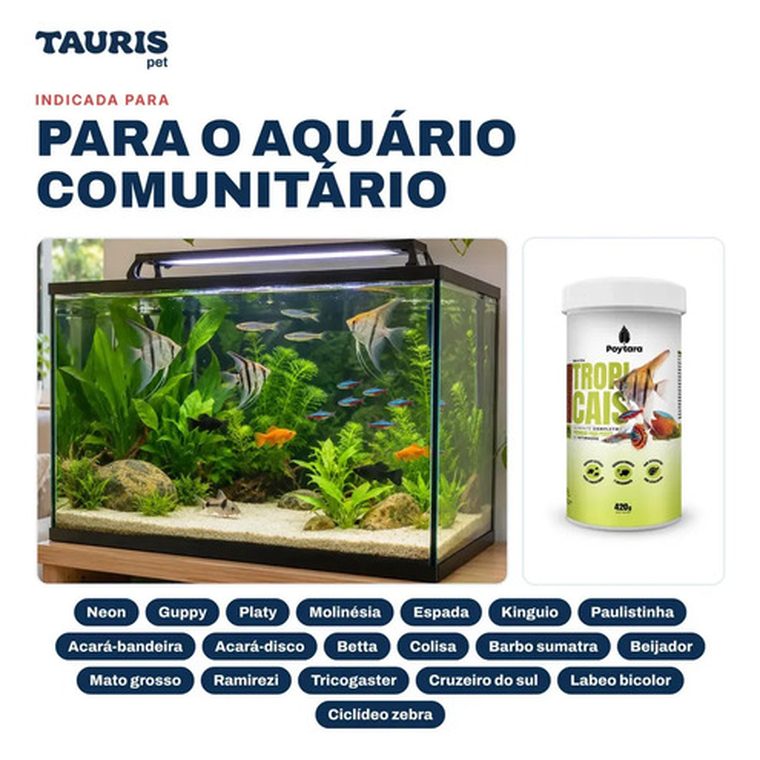 TAURIS
pet
INDICADA PARA
PARA O AQUÁRIO
COMUNITÁRIO
Poytara
TROPI
CAIS
420g
Neon Guppy Platy Molinésia Espada Kinguio Paulistinha
Acará-bandeira Acará-disco Betta Colisa Barbo sumatra Beijador
Mato grosso Ramirezi Tricogaster Cruzeiro do sul Labeo bicolor
Ciclídeo zebra